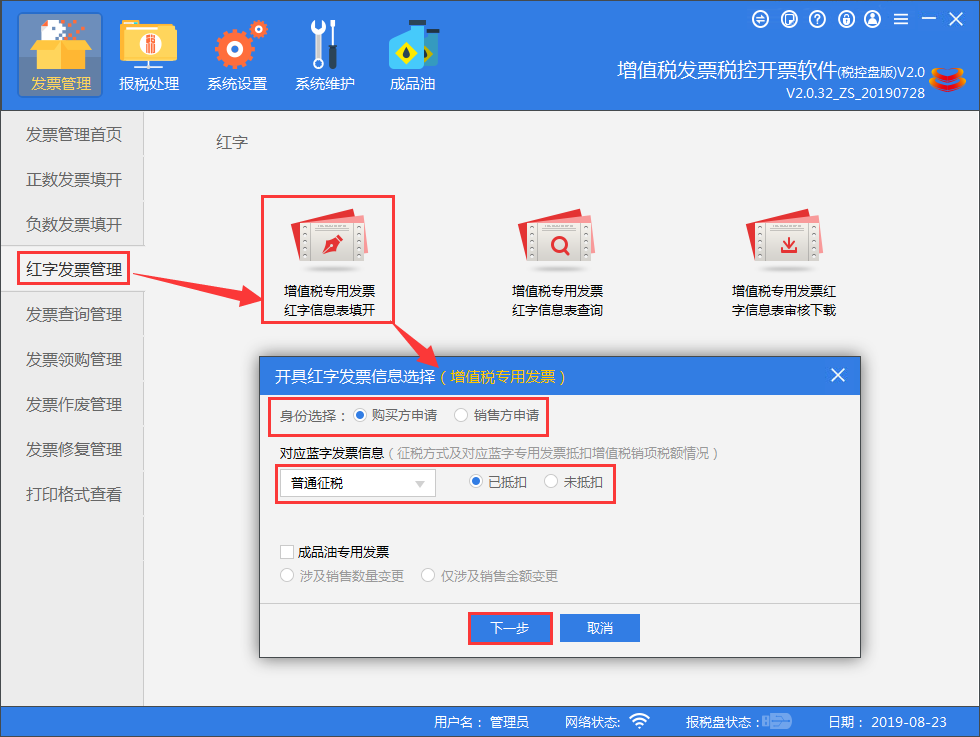 发票管理
报税处理
系统设置
系统维护
成品油
增值税发票税控开票软件(税控盘版)V2.0
V2.0.32_ZS_20190728
发票管理首页
正数发票填开
负数发票填开
红字发票管理
发票查询管理
发票领购管理
发票作废管理
发票修复管理
打印格式查看
红字
增值税专用发票
红字信息表填开
增值税专用发票
红字信息表查询
增值税专用发票红
字信息表审核下载
开具红字发票信息选择(增值税专用发票)
身份选择: 购买方申请 销售方申请
对应蓝字发票信息(征税方式及对应蓝字专用发票抵扣增值税销项税额情况)
普通征税 已抵扣 未抵扣
成品油专用发票
涉及销售数量变更 仅涉及销售金额变更
下一步 取消
用户名: 管理员 网络状态: 报税盘状态: 日期: 2019-08-23